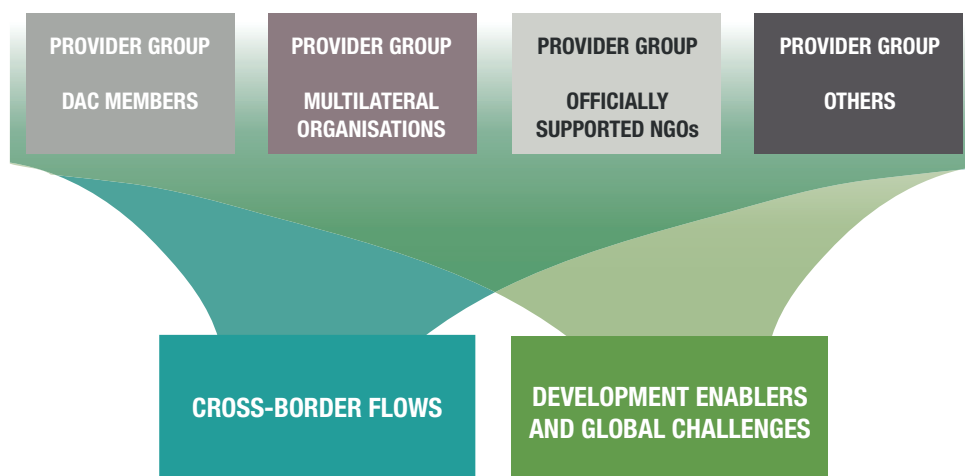 PROVIDER GROUP
DAC MEMBERS
PROVIDER GROUP
MULTILATERAL
ORGANISATIONS
PROVIDER GROUP
OFFICIALLY
SUPPORTED NGOs
PROVIDER GROUP
OTHERS
CROSS-BORDER FLOWS
DEVELOPMENT ENABLERS
AND GLOBAL CHALLENGES